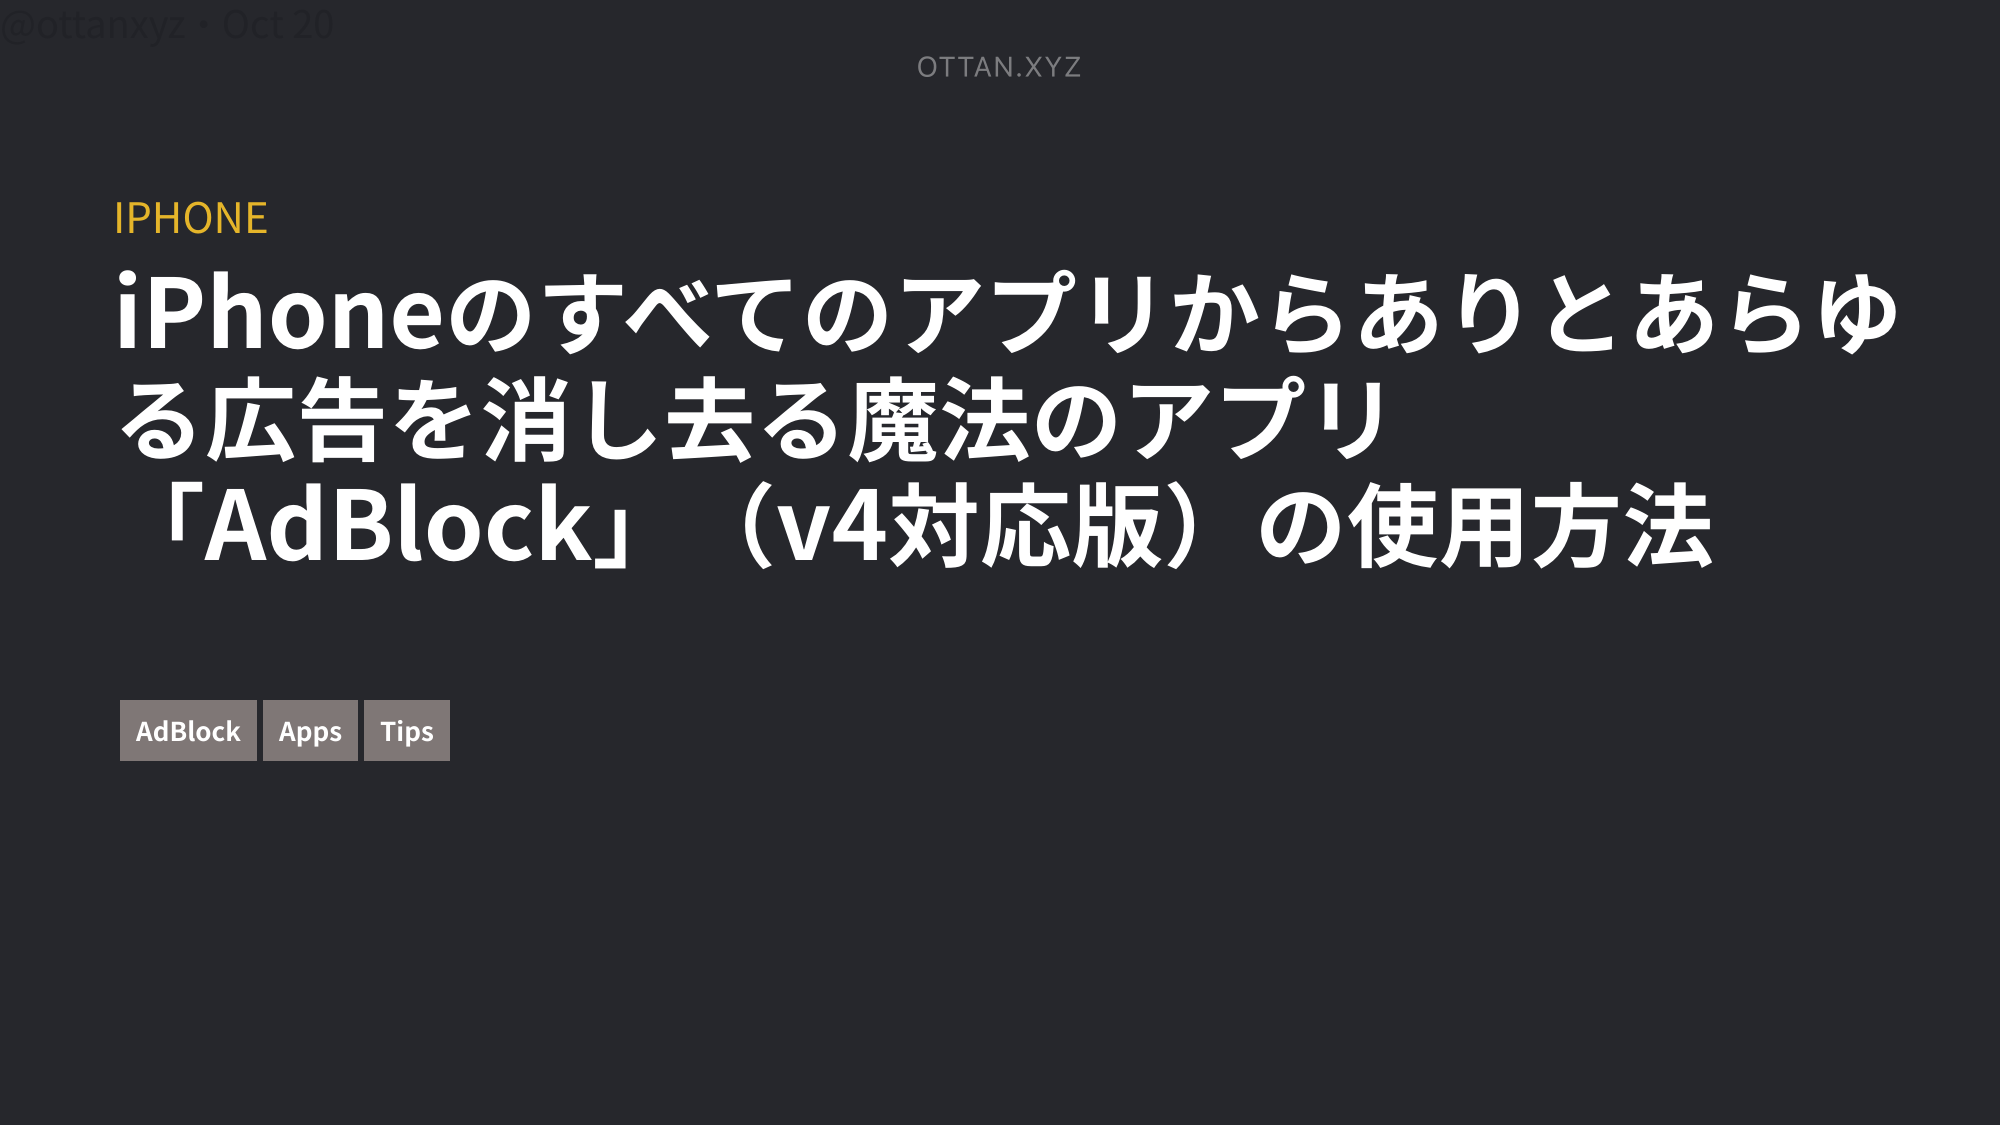 @ottanxyz・Oct 20
OTTAN.XYZ
IPHONE
iPhoneのすべてのアプリからありとあらゆ
る広告を消し去る魔法のアプリ
「AdBlock」（v4対応版）の使用方法
AdBlock Apps Tips